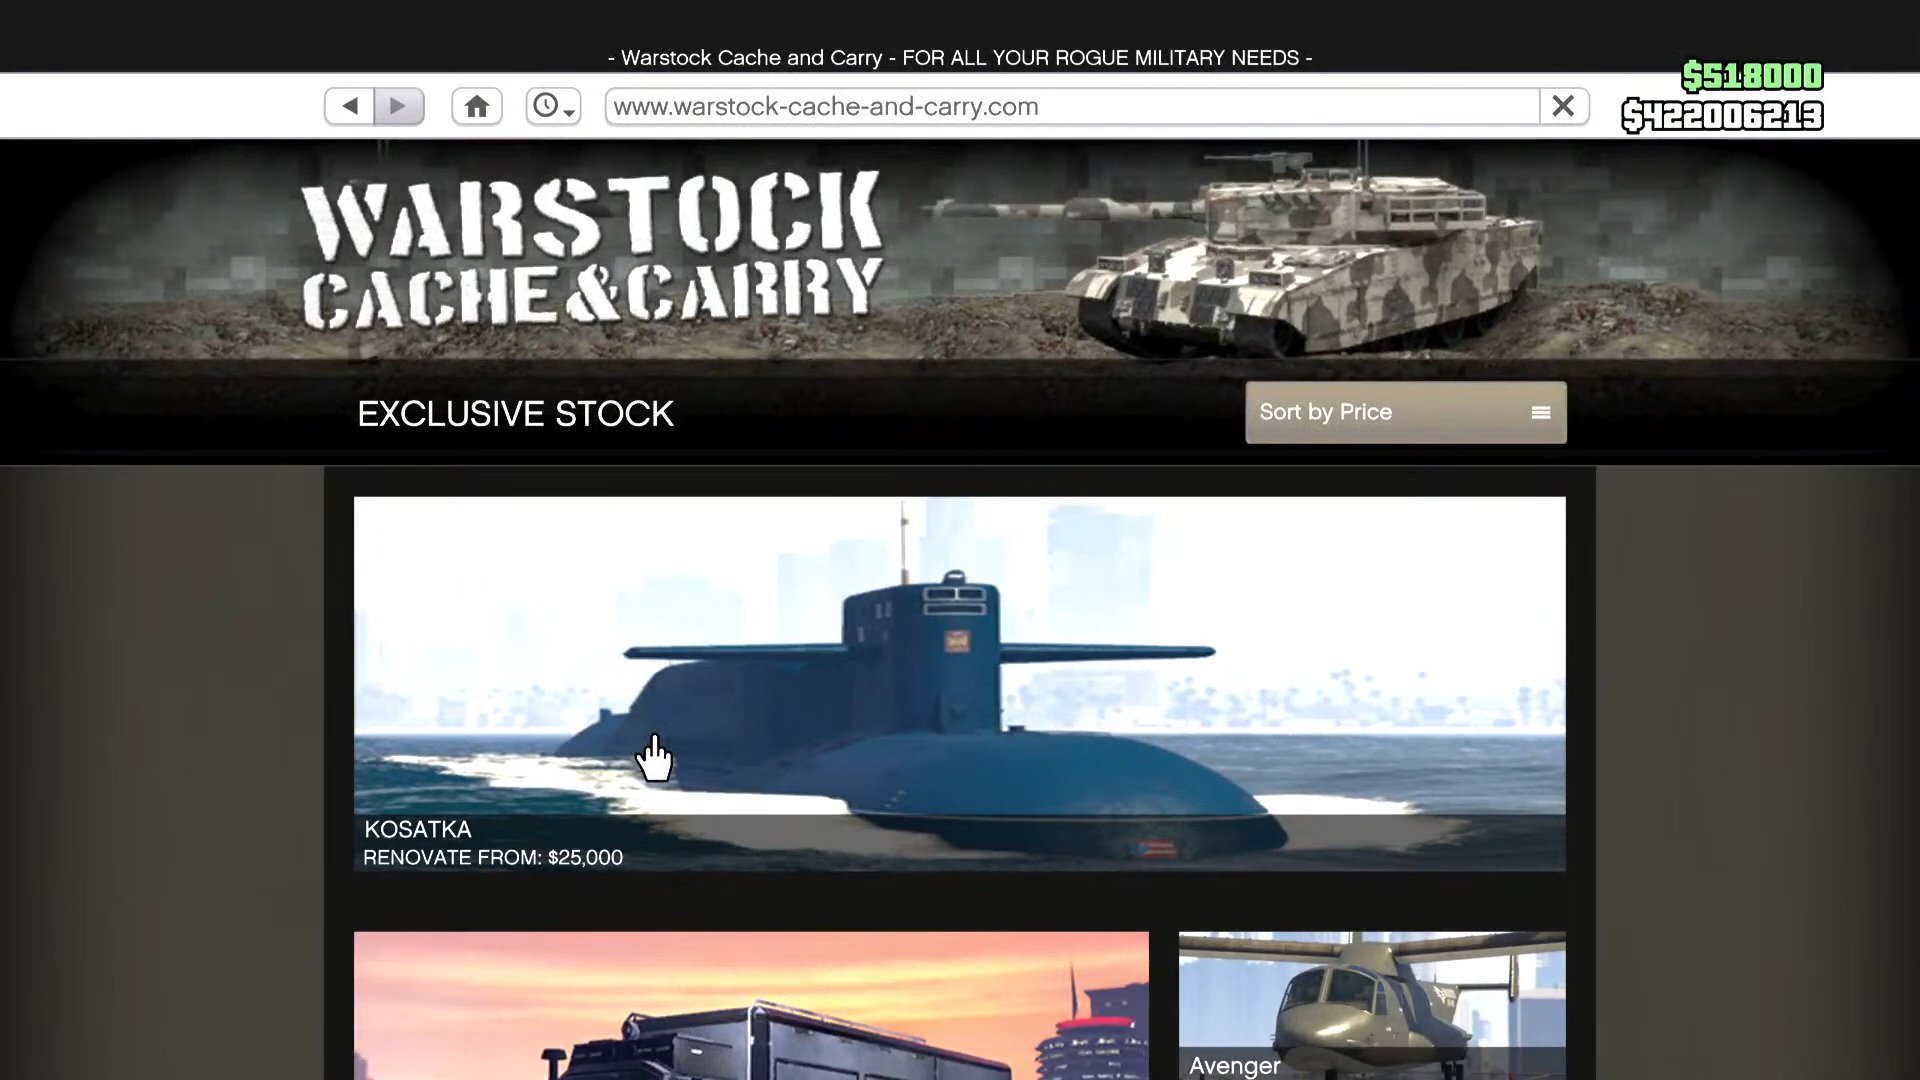 - Warstock Cache and Carry - FOR ALL YOUR ROGUE MILITARY NEEDS -
$518000
www.warstock-cache-and-carry.com
$422006213
WARSTOCK
CACHE&CARRY
EXCLUSIVE STOCK
Sort by Price
KOSATKA
RENOVATE FROM: $25,000
Avenger